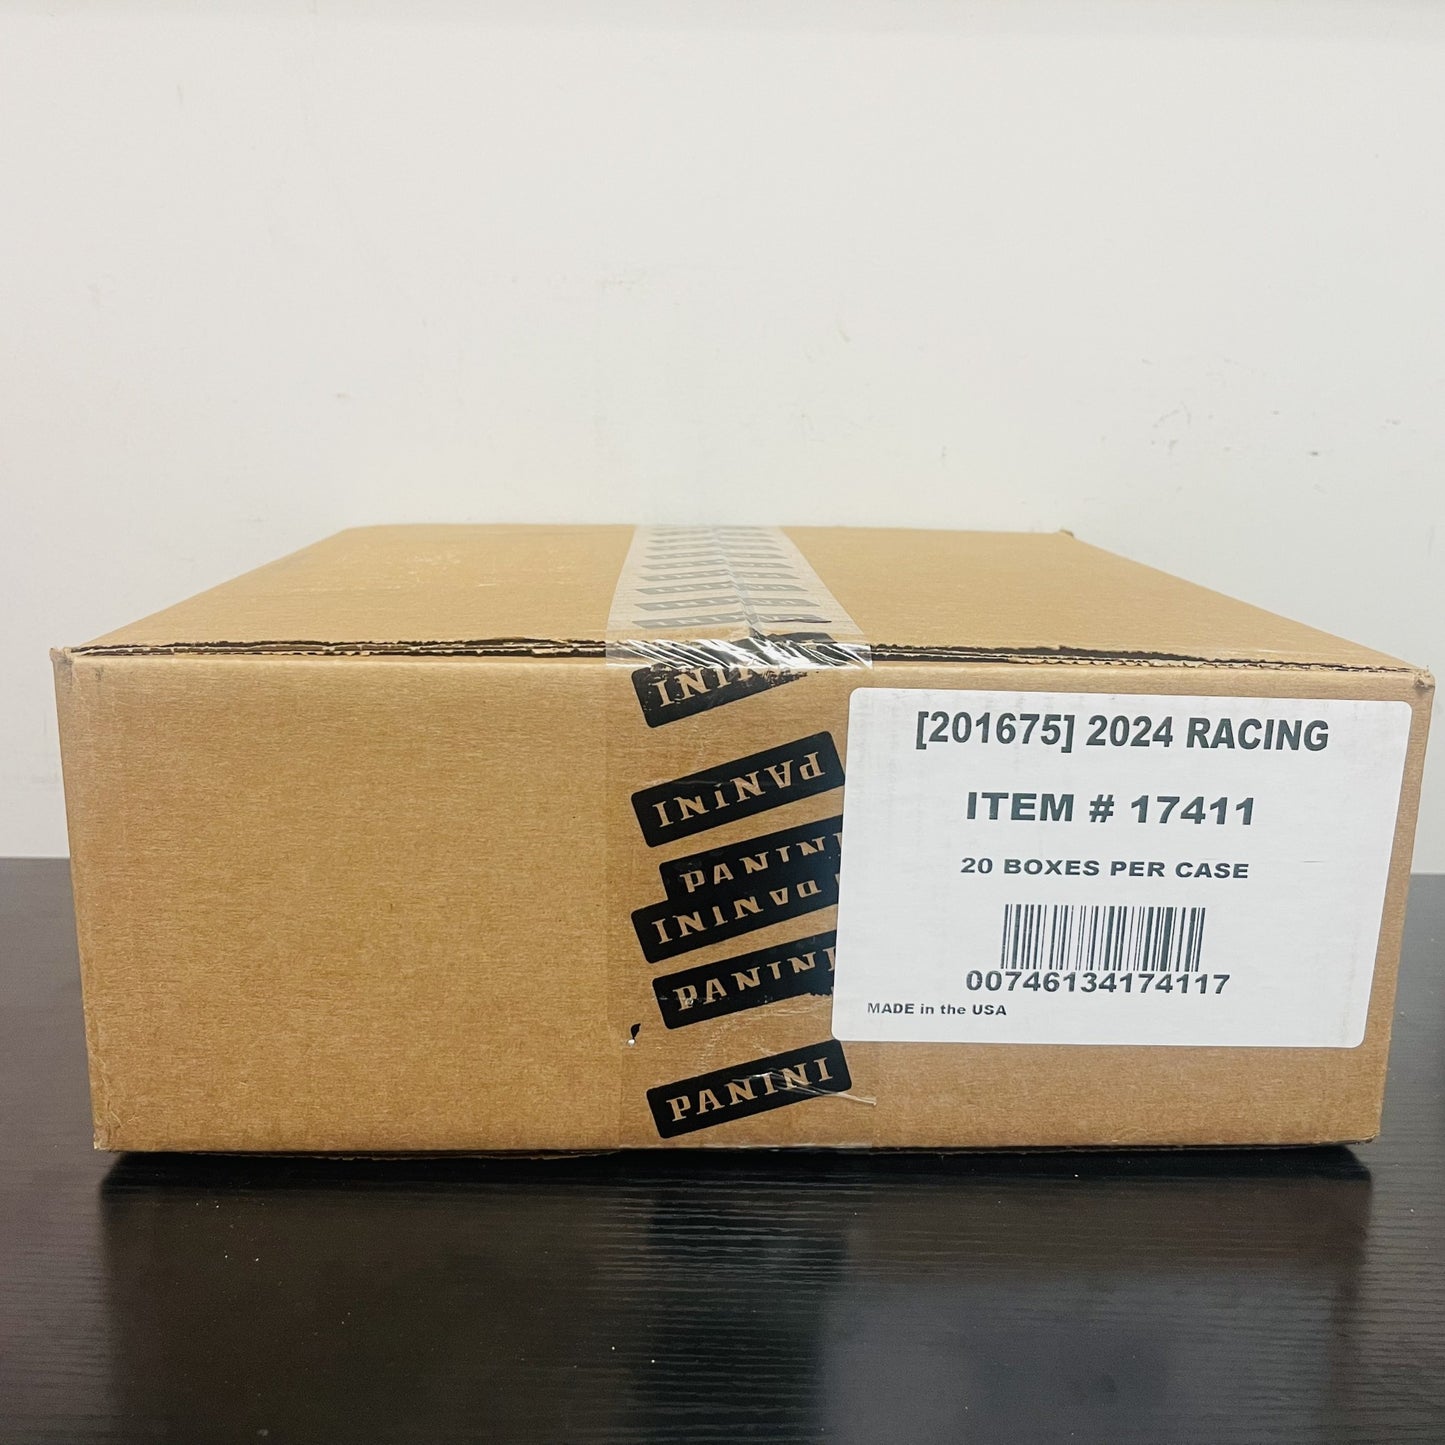 PANINI
PANINI
PANINI
PANINI
PANINI
PANINI
[201675] 2024 RACING
ITEM # 17411
20 BOXES PER CASE
00746134174117
MADE in the USA